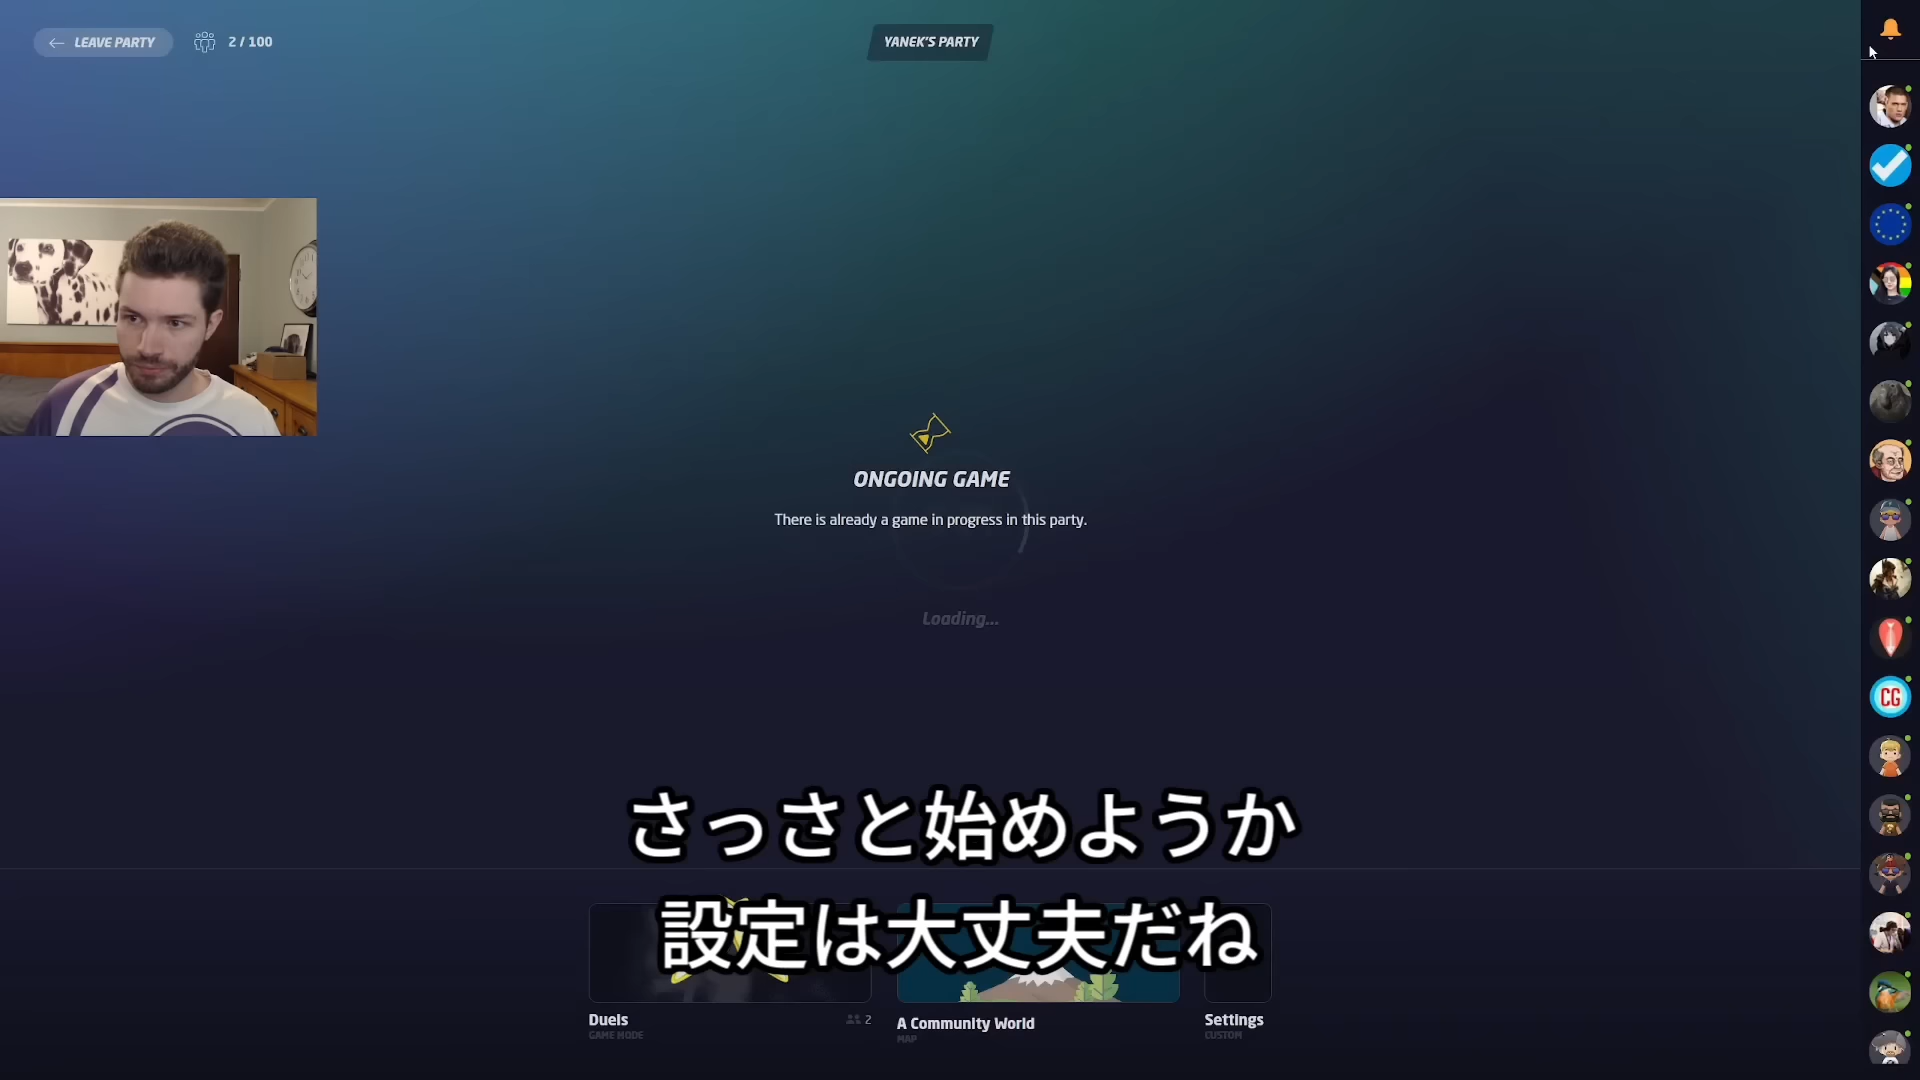 LEAVE PARTY
2 / 100
YANEK'S PARTY
ONGOING GAME
There is already a game in progress in this party.
Loading...
さっさと始めようか
設定は大丈夫だね
Duels
2
GAME MODE
A Community World
MAP
Settings
CUSTOM
CG